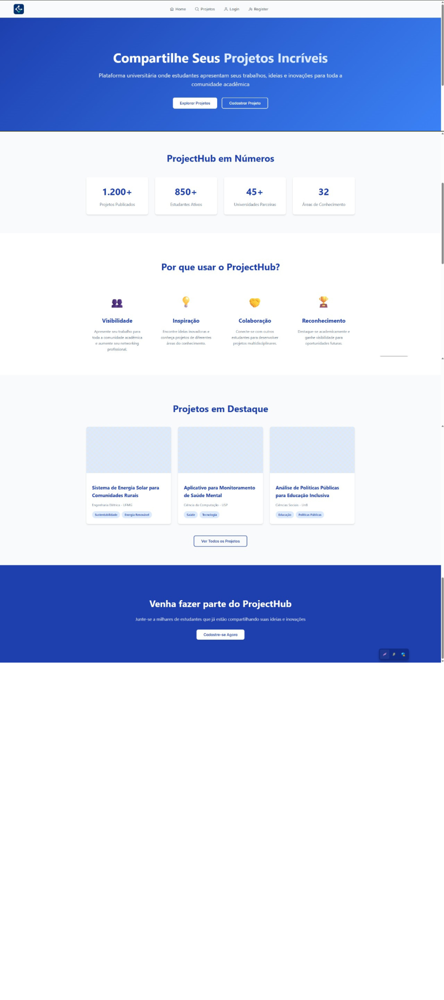 Home Projetos Login Register
Compartilhe Seus Projetos Incríveis
Plataforma universitária onde estudantes apresentam seus trabalhos, ideias e inovações para toda a
comunidade acadêmica
Explorar Projetos Cadastrar Projeto
ProjectHub em Números
1.200+
Projetos Publicados
850+
Estudantes Ativos
45+
Universidades Parceiras
32
Áreas de Conhecimento
Por que usar o ProjectHub?
Visibilidade
Apresente seu trabalho para
toda a comunidade acadêmica
e aumente seu networking
profissional.
Inspiração
Encontre ideias inovadoras e
conheça projetos de diferentes
áreas do conhecimento.
Colaboração
Conecte-se com outros
estudantes para desenvolver
projetos multidisciplinares.
Reconhecimento
Destaque-se academicamente e
ganhe visibilidade para
oportunidades futuras.
Projetos em Destaque
Sistema de Energia Solar para
Comunidades Rurais
Engenharia Elétrica - UFMG
Sustentabilidade Energia Renovável
Aplicativo para Monitoramento
de Saúde Mental
Ciência da Computação - USP
Saúde Tecnologia
Análise de Políticas Públicas
para Educação Inclusiva
Ciências Sociais - UnB
Educação Políticas Públicas
Ver Todos os Projetos
Venha fazer parte do ProjectHub
Junte-se a milhares de estudantes que já estão compartilhando suas ideias e inovações
Cadastre-se Agora